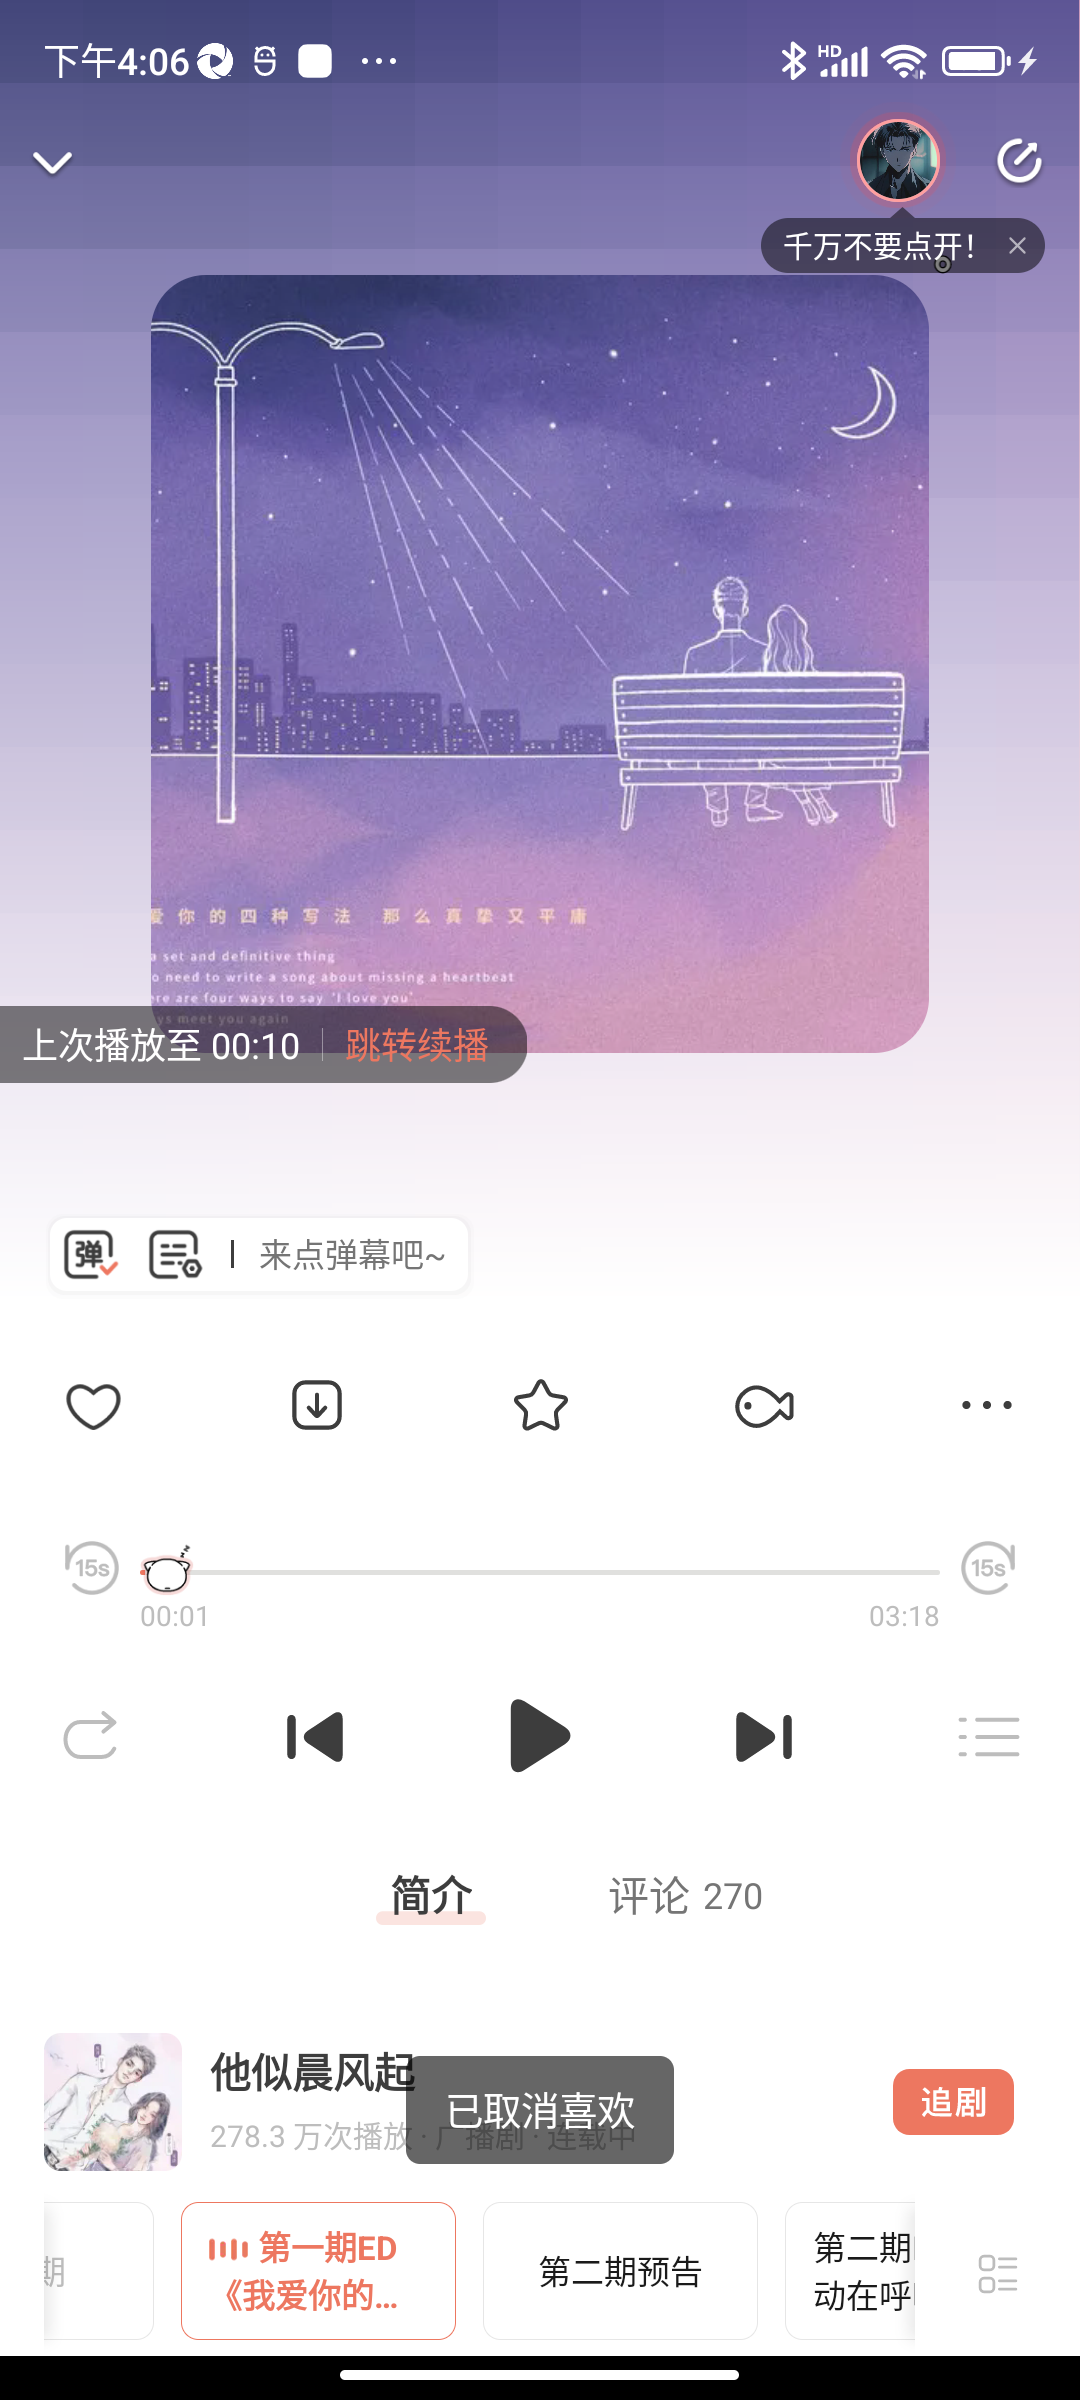 下午4:06
HD
千万不要点开！
爱你的四种写法 那么真挚又平庸
a set and definitive thing
o need to write a song about missing a heartbeat
ere are four ways to say 'I love you'
ys meet you again
上次播放至 00:10
跳转续播
弹
来点弹幕吧~
15s
15s
00:01
03:18
简介
评论 270
他似晨风起
278.3 万次播放 · 广播剧 · 连载中
已取消喜欢
追剧
期
第一期ED
《我爱你的...
第二期预告
第二期
动在呼